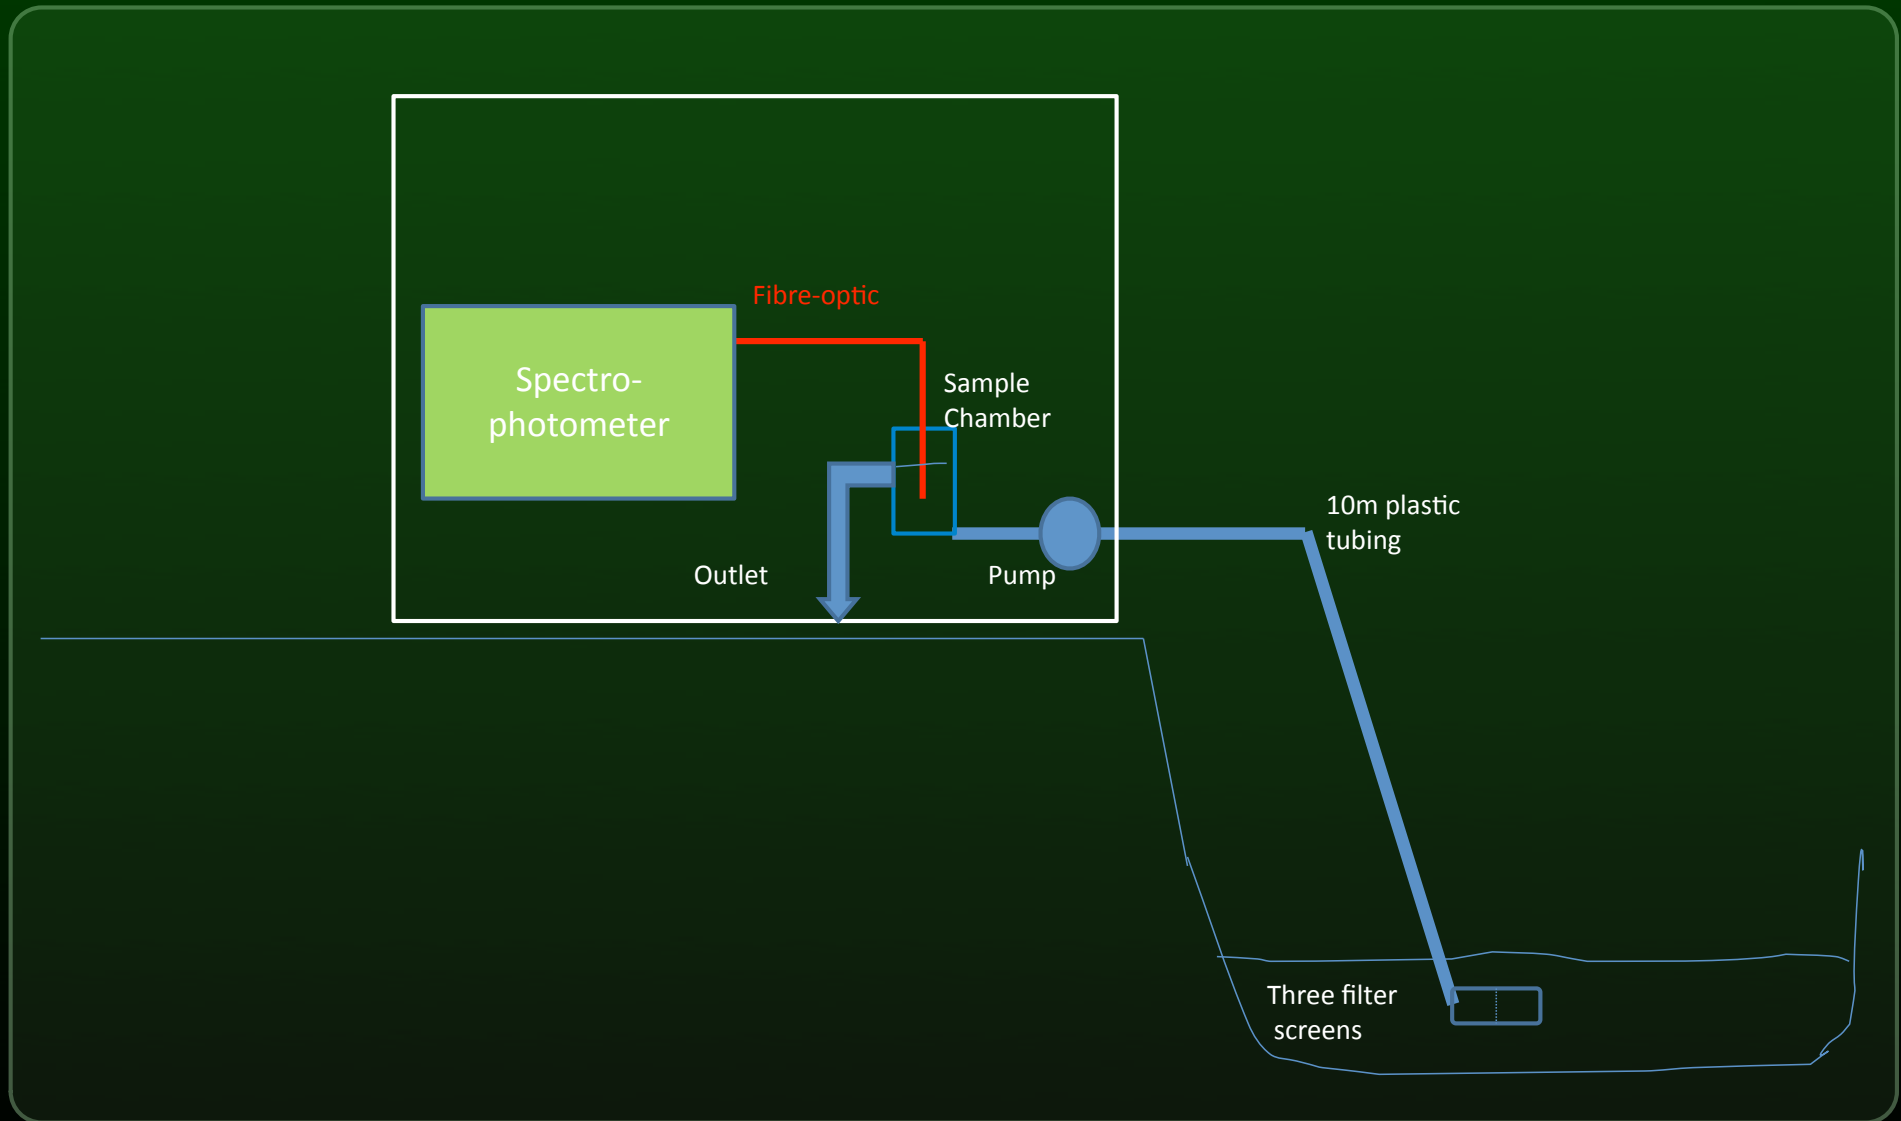 Fibre-optic
Spectro-
photometer
Sample
Chamber
10m plastic
tubing
Outlet
Pump
Three filter
screens